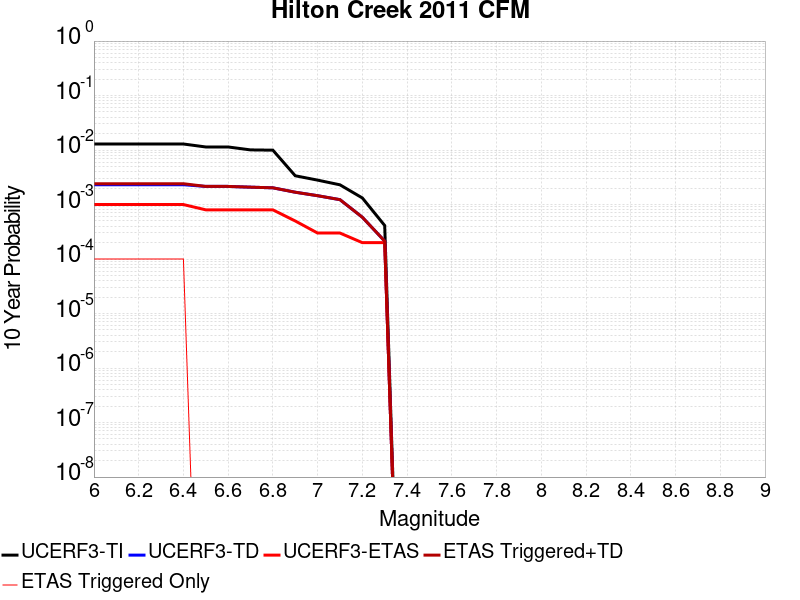 Hilton Creek 2011 CFM
10^0
10^-1
10^-2
10^-3
10^-4
10^-5
10^-6
10^-7
10^-8
10 Year Probability
6 6.2 6.4 6.6 6.8 7 7.2 7.4 7.6 7.8 8 8.2 8.4 8.6 8.8 9
Magnitude
UCERF3-TI UCERF3-TD UCERF3-ETAS ETAS Triggered+TD
ETAS Triggered Only